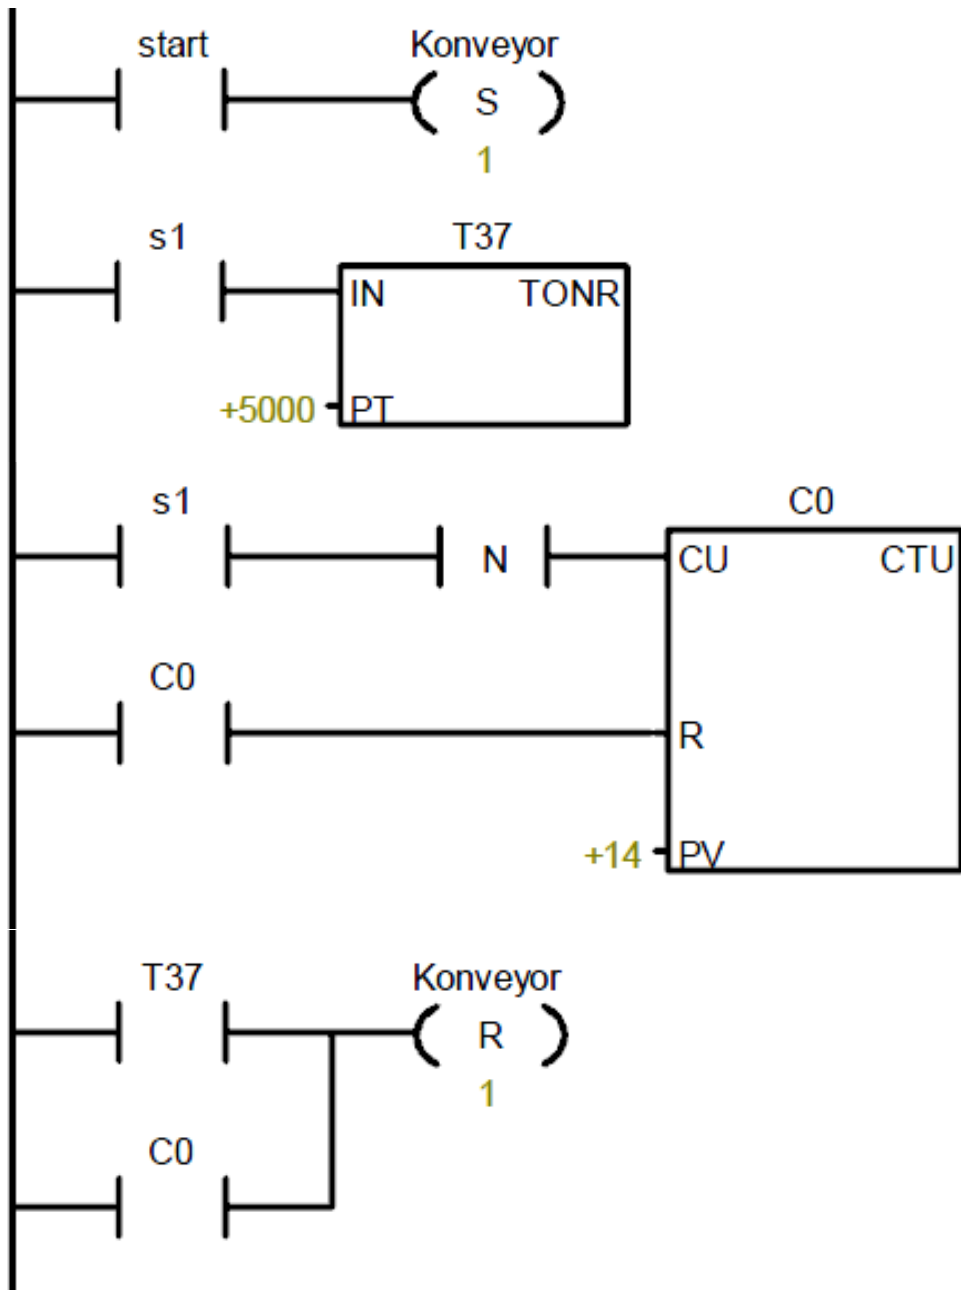 start Konveyor
S
1
s1 T37
IN TONR
+5000 PT
s1 C0
N CU CTU
C0
R
+14 PV
T37 Konveyor
R
1
C0